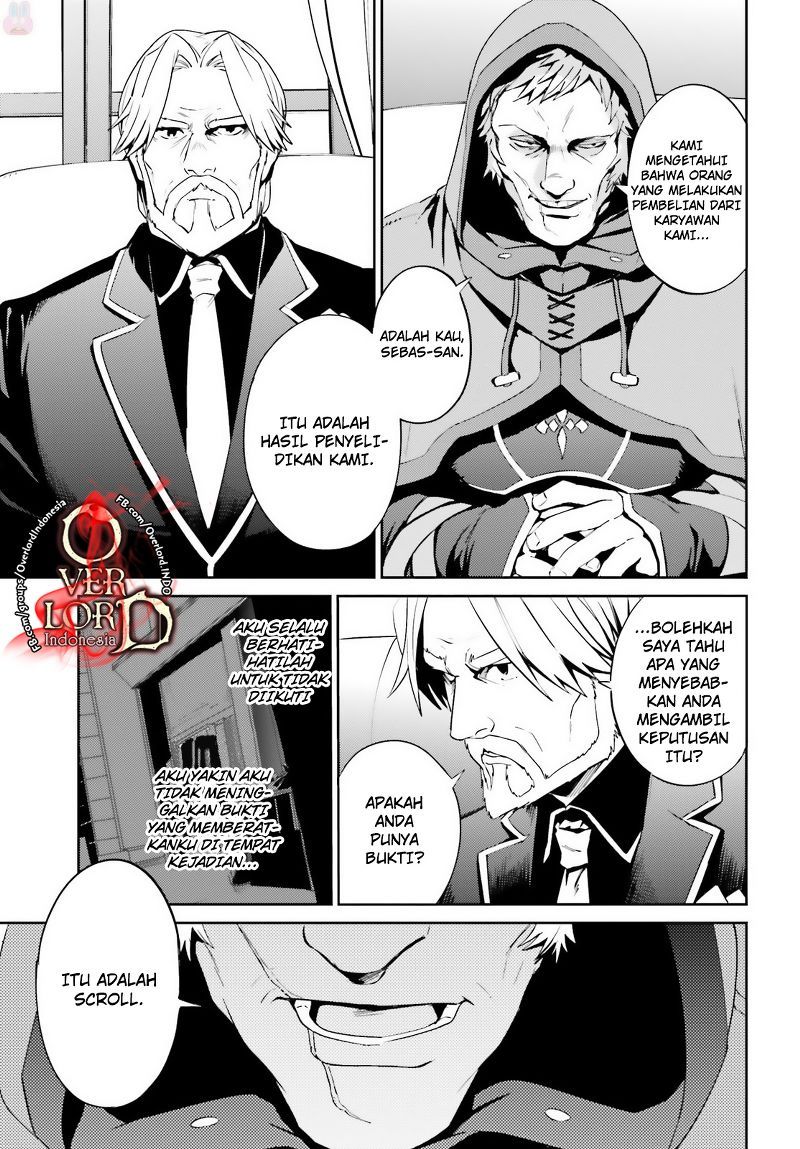 KAMI
MENGETAHUI
BAHWA ORANG
YANG MELAKUKAN
PEMBELIAN DARI
KARYAWAN
KAMI...
ADALAH KAU,
SEBAS-SAN.
ITU ADALAH
HASIL PENYELI-
DIKAN KAMI.
FB.com/groups/OverlordIndonesia
FB.com/Overlord.INDO
OVER
LORD
Indonesia
...BOLEHKAH
SAYA TAHU
APA YANG
MENYEBAB-
KAN ANDA
MENGAMBIL
KEPUTUSAN
ITU?
APAKAH
ANDA
PUNYA
BUKTI?
AKU SELALU
BERHATI-
HATILAH
UNTUK TIDAK
DIIKUTI
AKU YAKIN AKU
TIDAK MENING-
GALKAN BUKTI
YANG MEMBERAT-
KANKU DI TEMPAT
KEJADIAN...
ITU ADALAH
SCROLL.